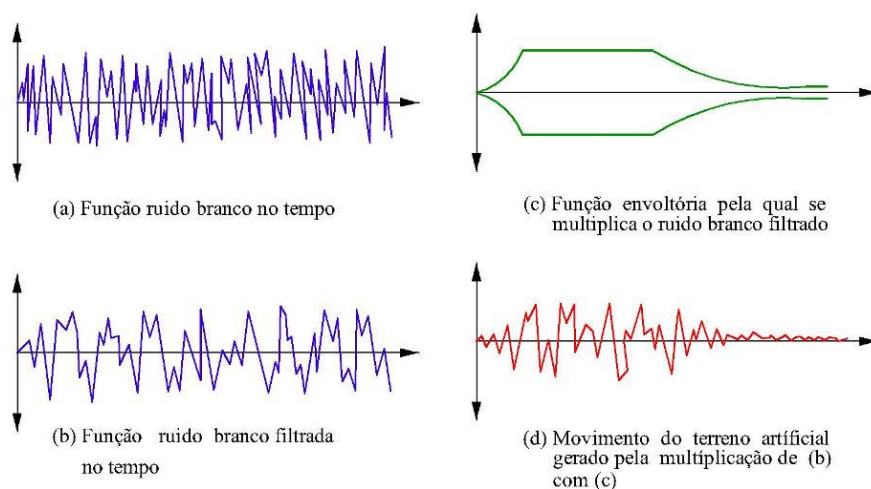 (a) Função ruido branco no tempo
(b) Função ruido branco filtrada
no tempo
(c) Função envoltória pela qual se
multiplica o ruido branco filtrado
(d) Movimento do terreno artíficial
gerado pela multíplicação de (b)
com (c)